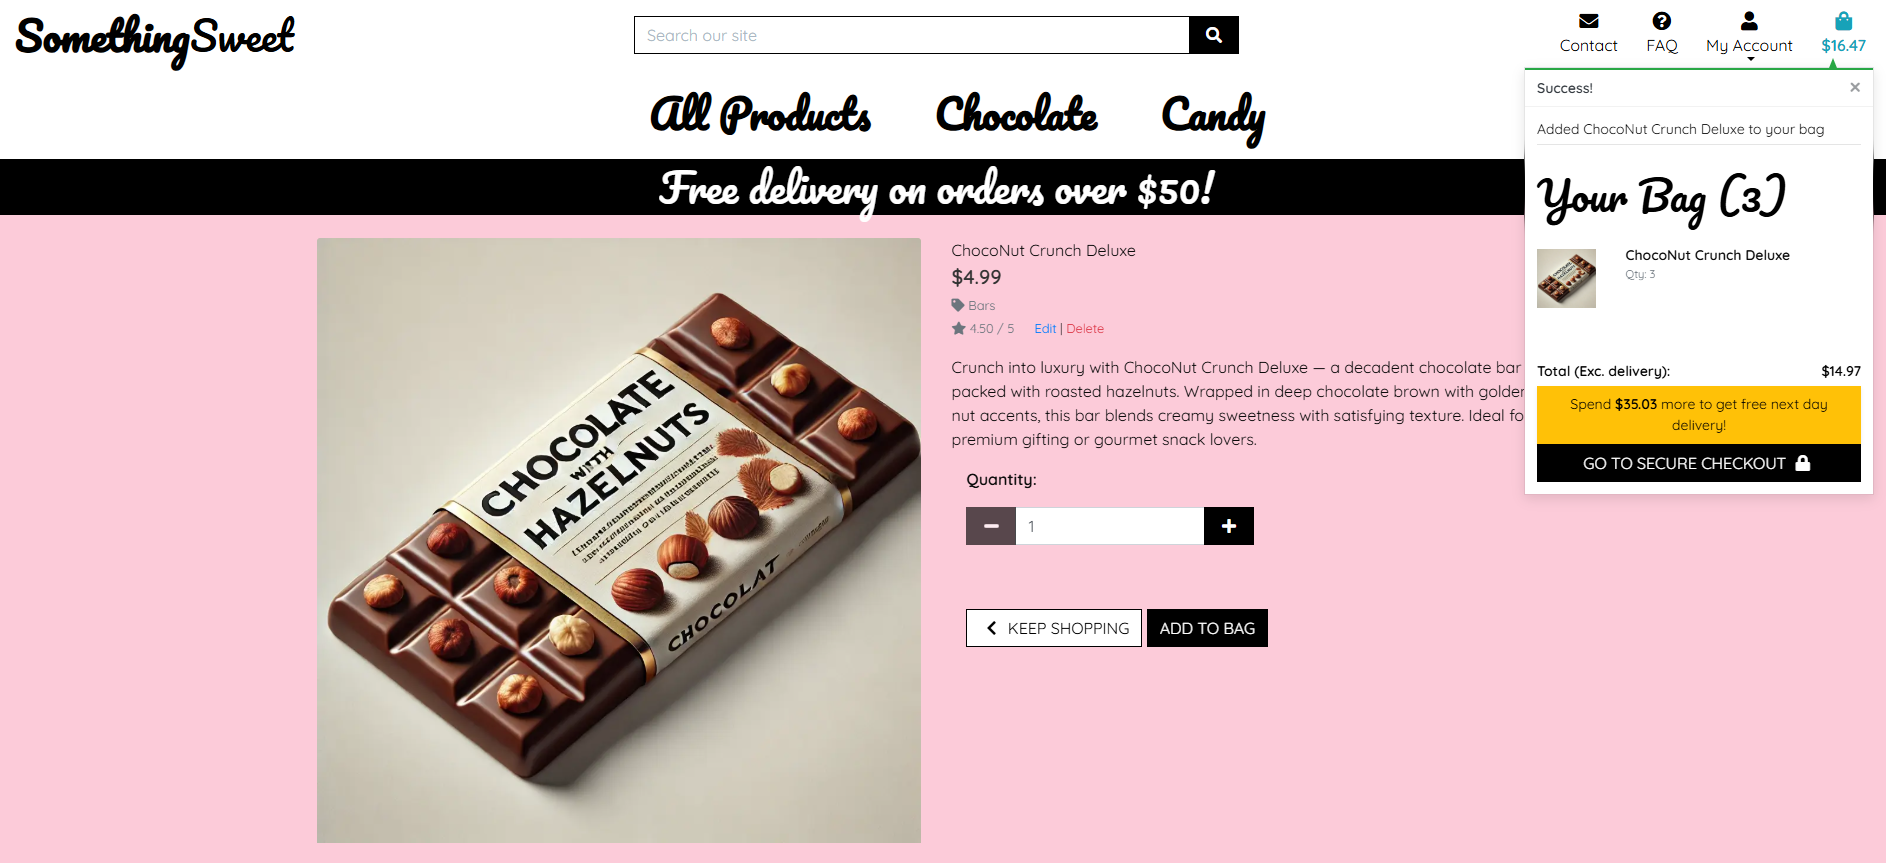 SomethingSweet
Search our site
Contact
FAQ
My Account
$16.47
All Products
Chocolate
Candy
Free delivery on orders over $50!
Success!
×
Added ChocoNut Crunch Deluxe to your bag
Your Bag (3)
ChocoNut Crunch Deluxe
Qty: 3
Total (Exc. delivery): $14.97
Spend $35.03 more to get free next day
delivery!
GO TO SECURE CHECKOUT
CHOCOLATE
WITH
HAZELNUTS
CHOCOLAT
ChocoNut Crunch Deluxe
$4.99
Bars
4.50 / 5 Edit | Delete
Crunch into luxury with ChocoNut Crunch Deluxe — a decadent chocolate bar
packed with roasted hazelnuts. Wrapped in deep chocolate brown with golden
nut accents, this bar blends creamy sweetness with satisfying texture. Ideal fo
premium gifting or gourmet snack lovers.
Quantity:
1
KEEP SHOPPING
ADD TO BAG